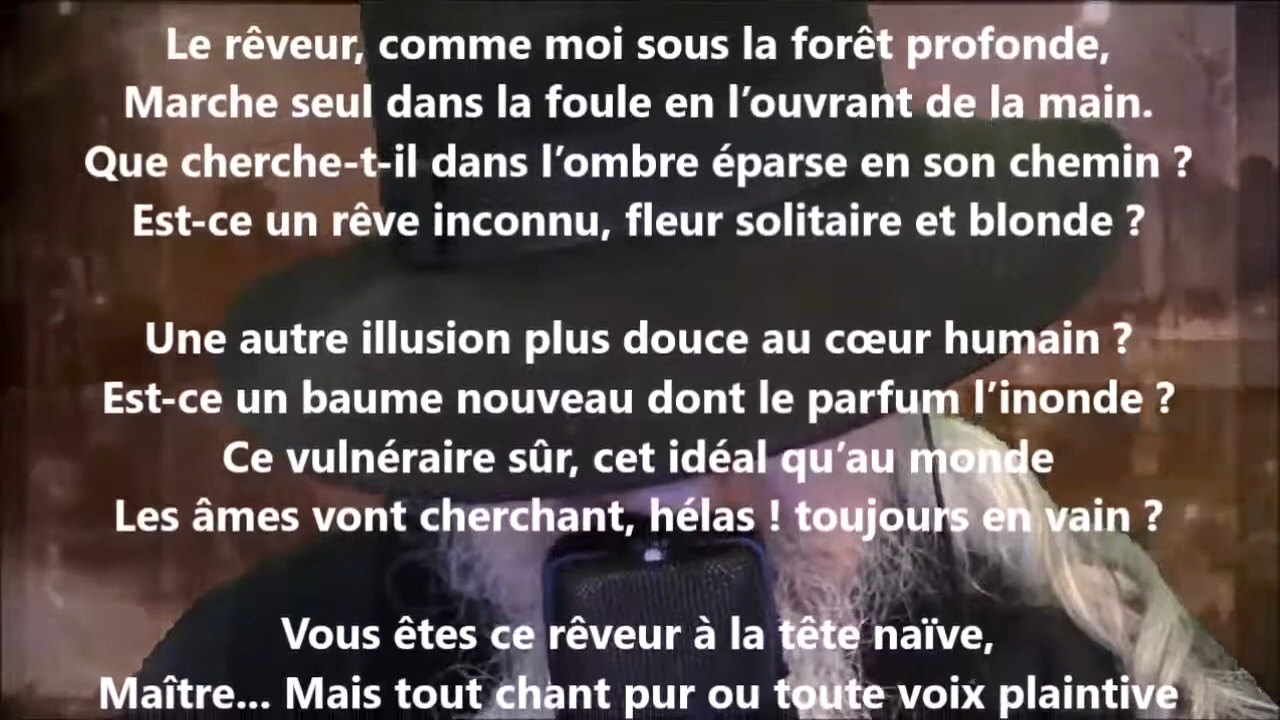 Le rêveur, comme moi sous la forêt profonde,
Marche seul dans la foule en l’ouvrant de la main.
Que cherche-t-il dans l’ombre éparse en son chemin ?
Est-ce un rêve inconnu, fleur solitaire et blonde ?
Une autre illusion plus douce au cœur humain ?
Est-ce un baume nouveau dont le parfum l’inonde ?
Ce vulnéraire sûr, cet idéal qu’au monde
Les âmes vont cherchant, hélas ! toujours en vain ?
Vous êtes ce rêveur à la tête naïve,
Maître... Mais tout chant pur ou toute voix plaintive